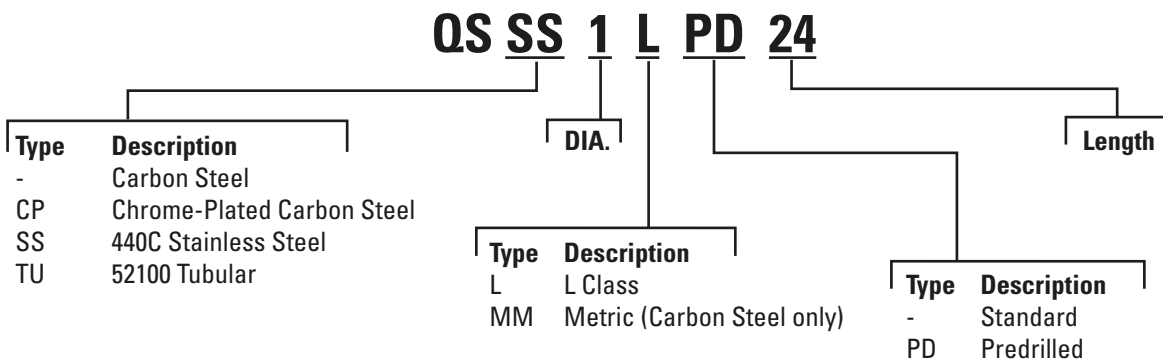 QS SS 1 L PD 24
DIA.
Length
Type Description
- Carbon Steel
CP Chrome-Plated Carbon Steel
SS 440C Stainless Steel
TU 52100 Tubular
Type Description
L L Class
MM Metric (Carbon Steel only)
Type Description
- Standard
PD Predrilled